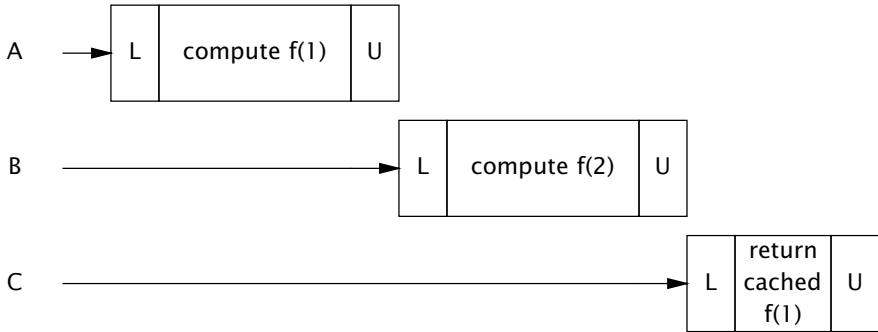 A L compute f(1) U
B L compute f(2) U
C L return cached f(1) U